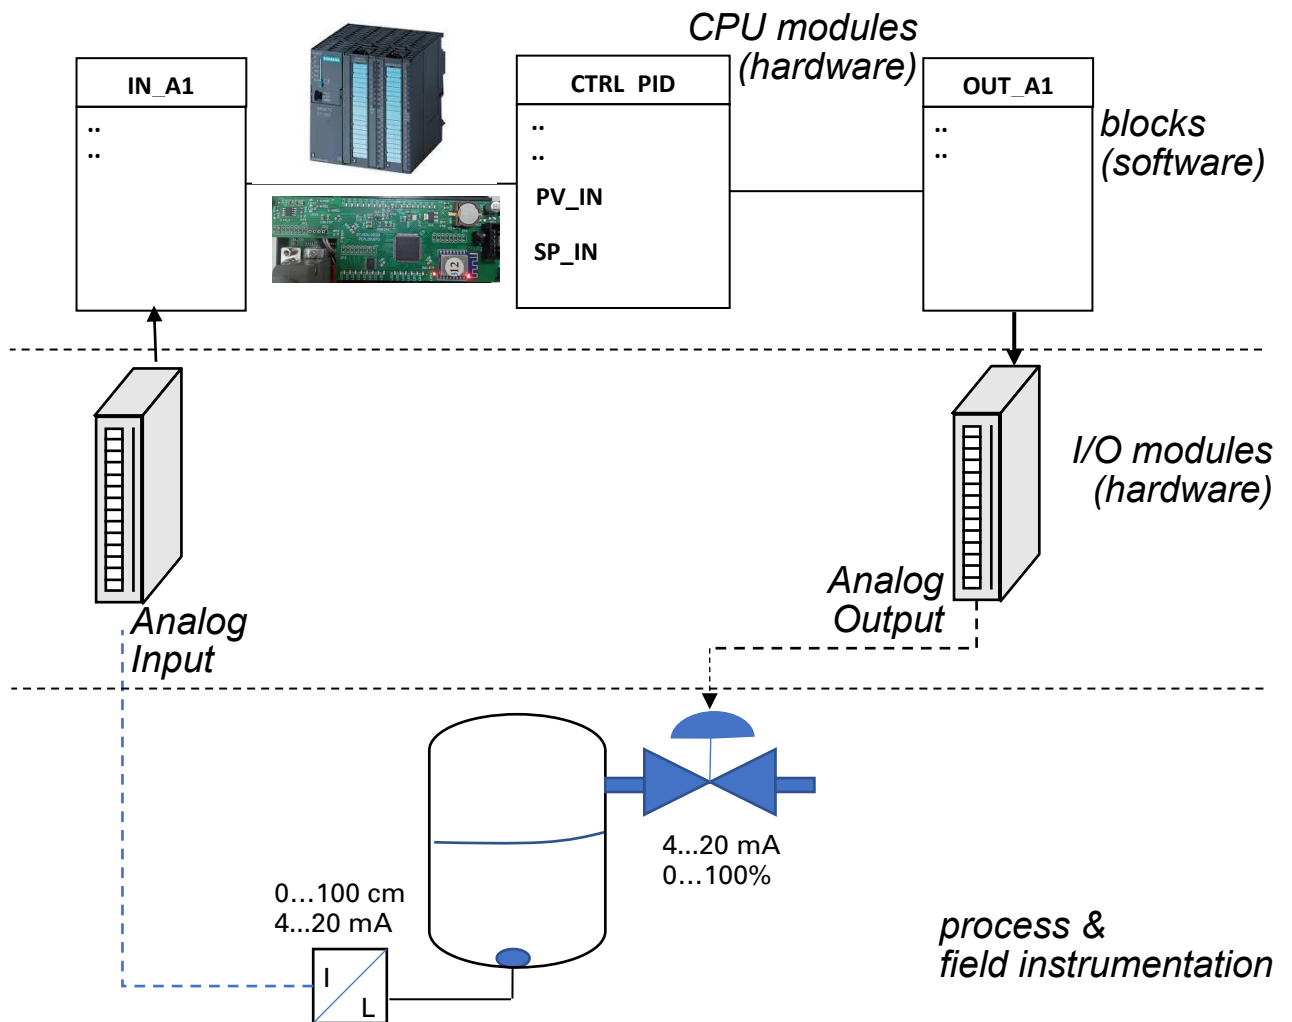 CPU modules
(hardware)
IN_A1
..
..
SIEMENS
CTRL PID
..
..
PV_IN
SP_IN
OUT_A1
..
..
blocks
(software)
I/O modules
(hardware)
Analog
Input
Analog
Output
4...20 mA
0...100%
0...100 cm
4...20 mA
I
L
process &
field instrumentation